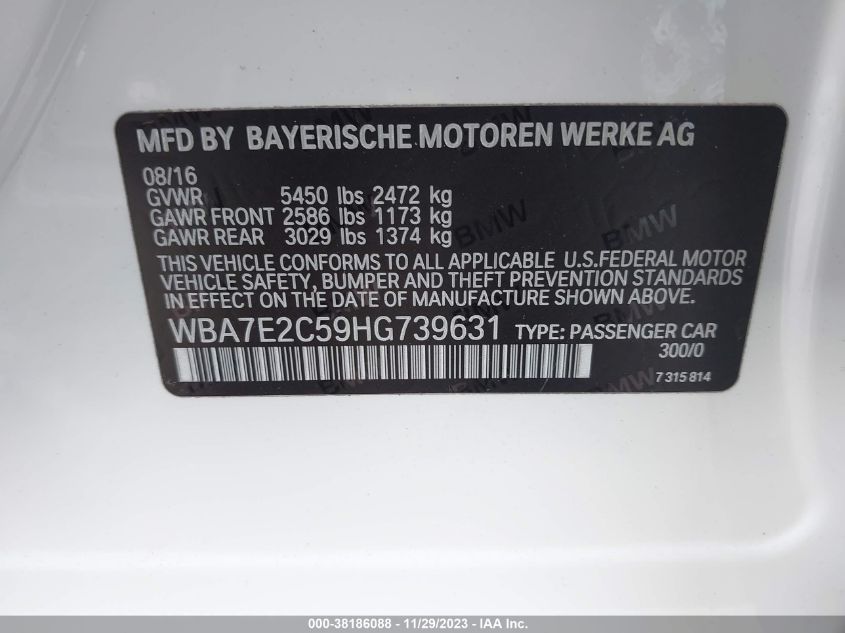 MFD BY BAYERISCHE MOTOREN WERKE AG
08/16
GVWR 5450 lbs 2472 kg
GAWR FRONT 2586 lbs 1173 kg
GAWR REAR 3029 lbs 1374 kg
THIS VEHICLE CONFORMS TO ALL APPLICABLE U.S.FEDERAL MOTOR
VEHICLE SAFETY, BUMPER AND THEFT PREVENTION STANDARDS
IN EFFECT ON THE DATE OF MANUFACTURE SHOWN ABOVE.
WBA7E2C59HG739631 TYPE: PASSENGER CAR
300/0
7 315 814
000-38186088 - 11/29/2023 - IAA Inc.